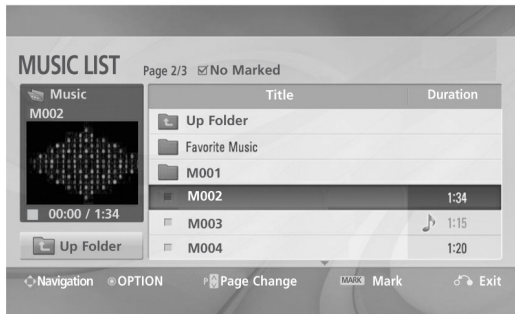 MUSIC LIST
Page 2/3 No Marked
Music
M002
00:00 / 1:34
Up Folder
Title Duration
Up Folder
Favorite Music
M001
M002 1:34
M003 1:15
M004 1:20
Navigation OPTION P Page Change MARK Mark Exit